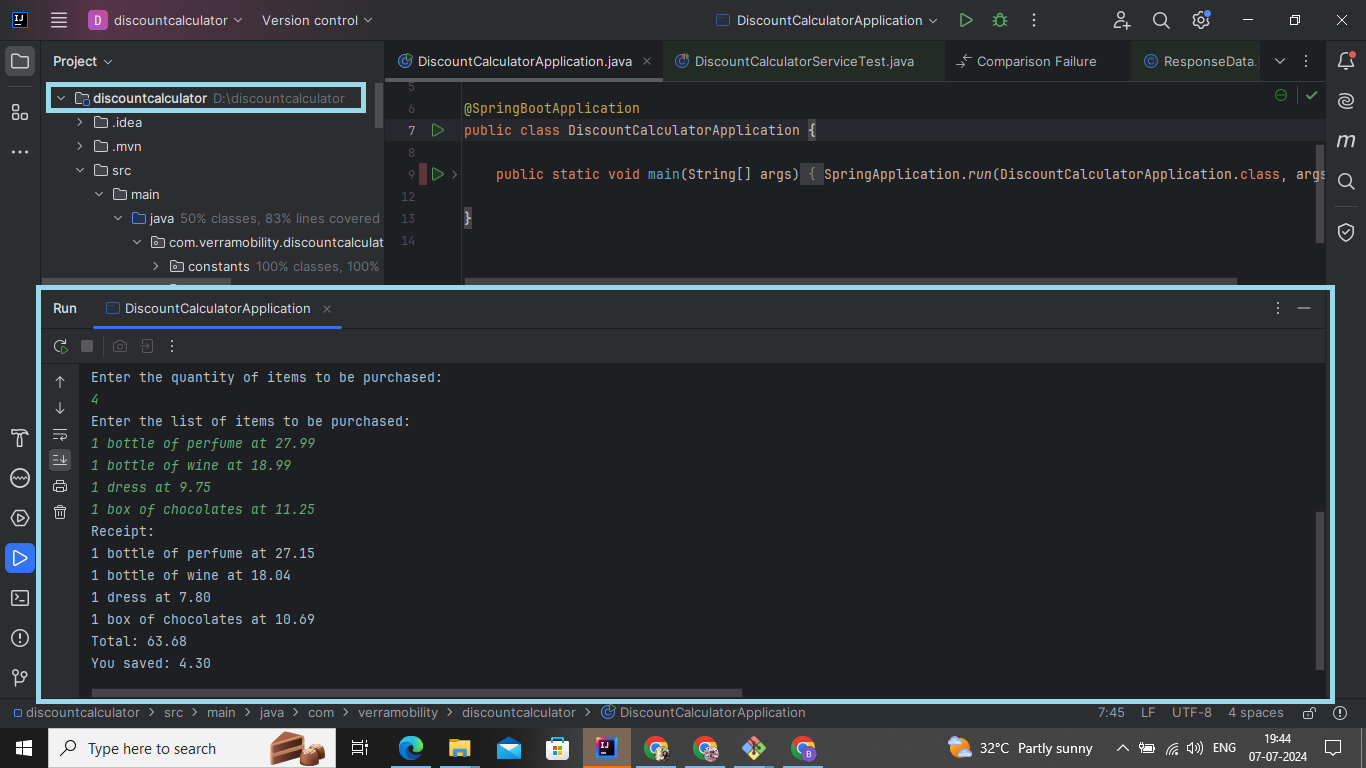 D discountcalculator Version control DiscountCalculatorApplication
Project
DiscountCalculatorApplication.java DiscountCalculatorServiceTest.java Comparison Failure ResponseData.
discountcalculator D:\discountcalculator
.idea
.mvn
src
main
java 50% classes, 83% lines covered
com.verramobility.discountcalculat
constants 100% classes, 100%
5
6 @SpringBootApplication
7 public class DiscountCalculatorApplication {
8
9 public static void main(String[] args) { SpringApplication.run(DiscountCalculatorApplication.class, args
12
13 }
14
Run DiscountCalculatorApplication
Enter the quantity of items to be purchased:
4
Enter the list of items to be purchased:
1 bottle of perfume at 27.99
1 bottle of wine at 18.99
1 dress at 9.75
1 box of chocolates at 11.25
Receipt:
1 bottle of perfume at 27.15
1 bottle of wine at 18.04
1 dress at 7.80
1 box of chocolates at 10.69
Total: 63.68
You saved: 4.30
discountcalculator > src > main > java > com > verramobility > discountcalculator > DiscountCalculatorApplication 7:45 LF UTF-8 4 spaces
Type here to search
32°C Partly sunny
ENG
19:44
07-07-2024